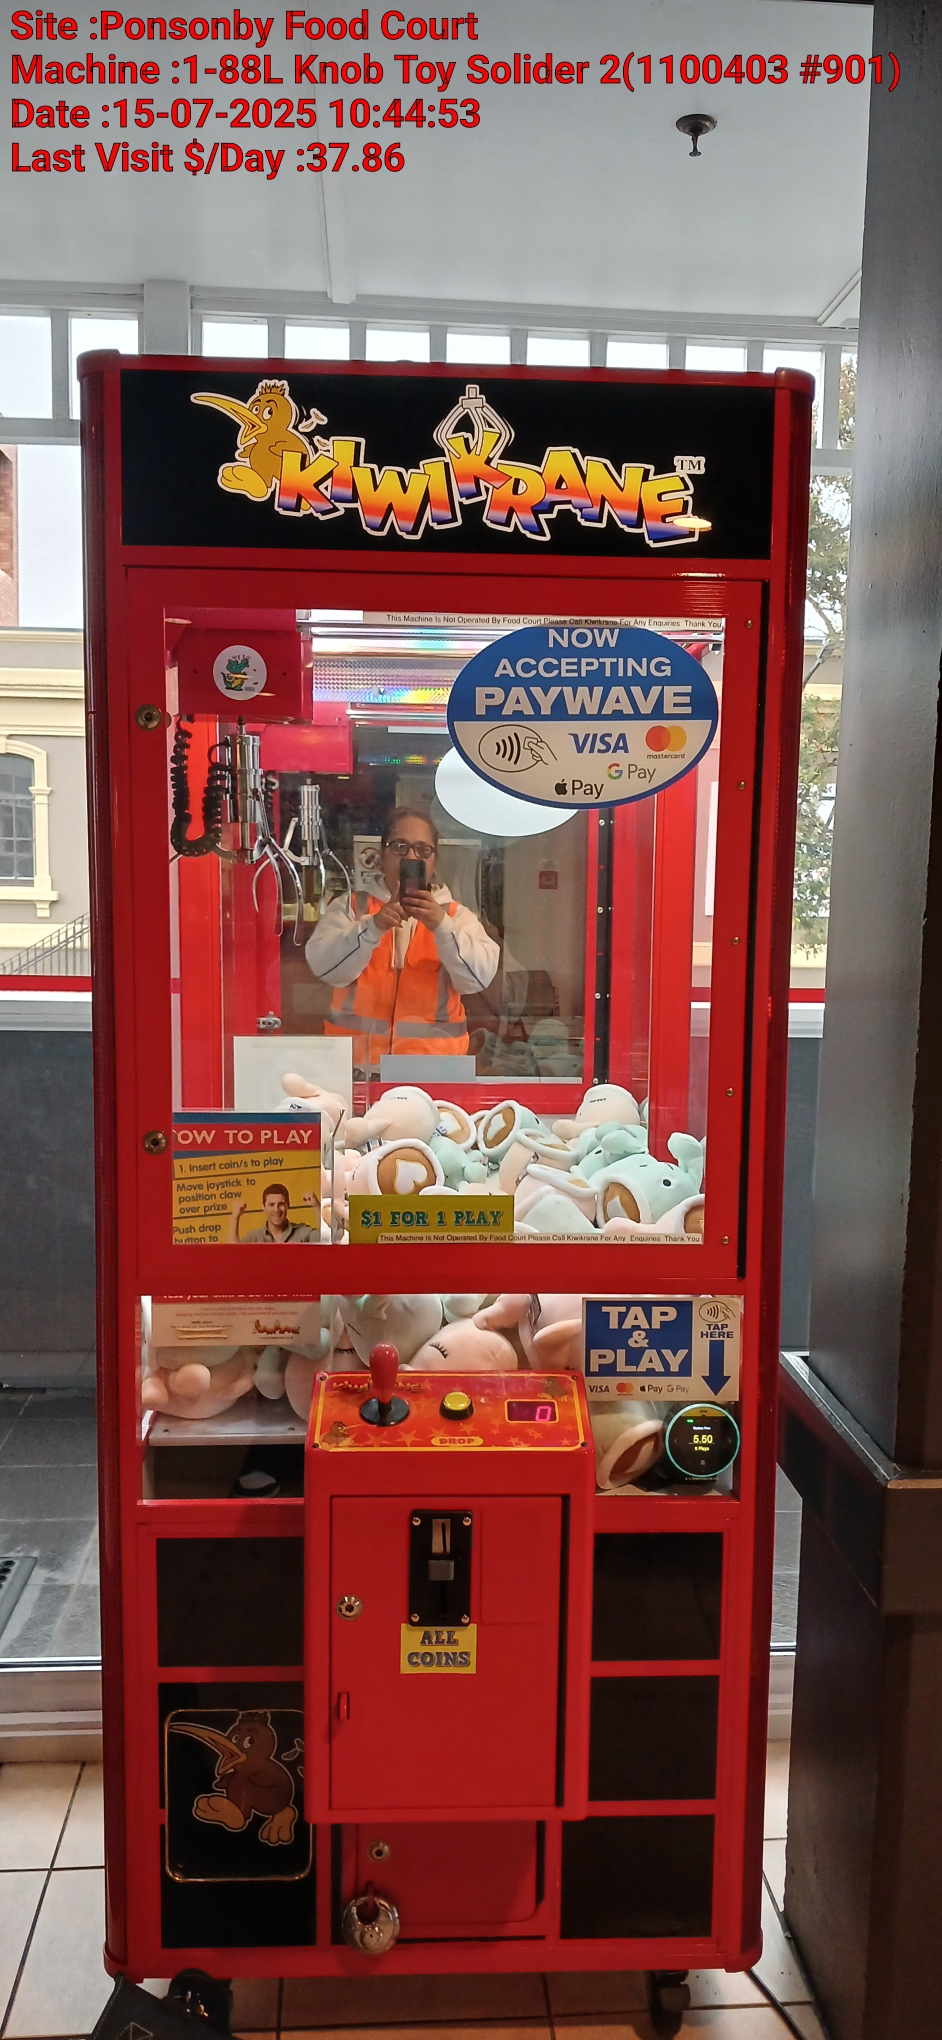 Site :Ponsonby Food Court
Machine :1-88L Knob Toy Solider 2(1100403 #901)
Date :15-07-2025 10:44:53
Last Visit $/Day :37.86
KIWI KRANE™
This Machine Is Not Operated By Food Court Please Call Kiwikrane For Any Enquiries Thank You
NOW
ACCEPTING
PAYWAVE
VISA
mastercard
G Pay
Pay
OW TO PLAY
1. Insert coin/s to play
Move joystick to
position claw
over prize
Push drop
button to
$1 FOR 1 PLAY
This Machine Is Not Operated By Food Court Please Call Kiwikrane For Any Enquiries Thank You
TAP
&
PLAY
VISA
Pay G Pay
TAP
HERE
5.50
0
DROP
ALL
COINS